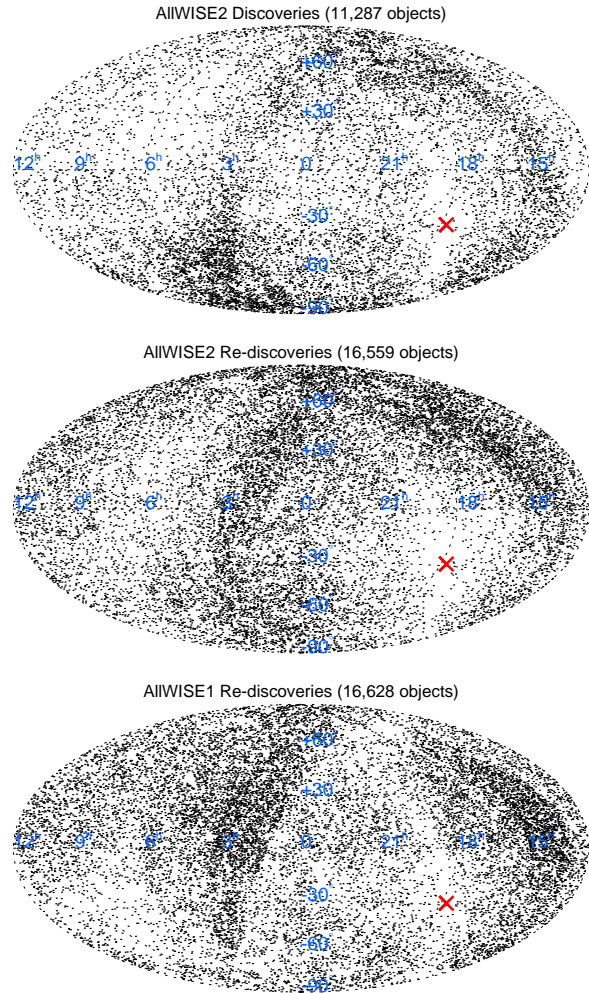 AllWISE2 Discoveries (11,287 objects)
+60°
+30°
12h 9h 6h 3h 0 21h 18h 15h
-30°
-60
-90
AllWISE2 Re-discoveries (16,559 objects)
+60°
+30°
12h 9h 6h 3h 0 21h 18h 15h
-30°
-60
-90
AllWISE1 Re-discoveries (16,628 objects)
+60°
+30°
12h 9h 6h 3h 0 21h 18h 15h
-30°
-60°
-90